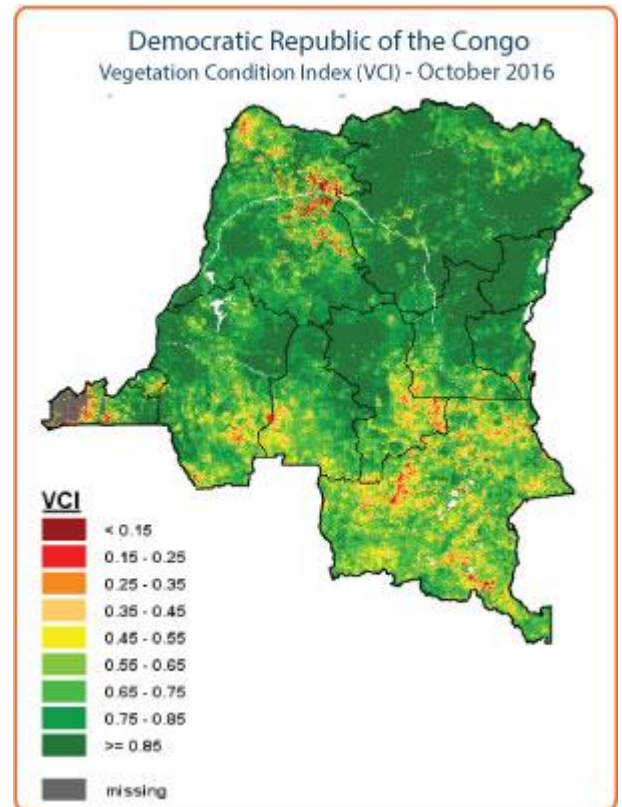 Democratic Republic of the Congo
Vegetation Condition Index (VCI) - October 2016
VCI
< 0.15
0.15 - 0.25
0.25 - 0.35
0.35 - 0.45
0.45 - 0.55
0.55 - 0.65
0.65 - 0.75
0.75 - 0.85
>= 0.85
missing